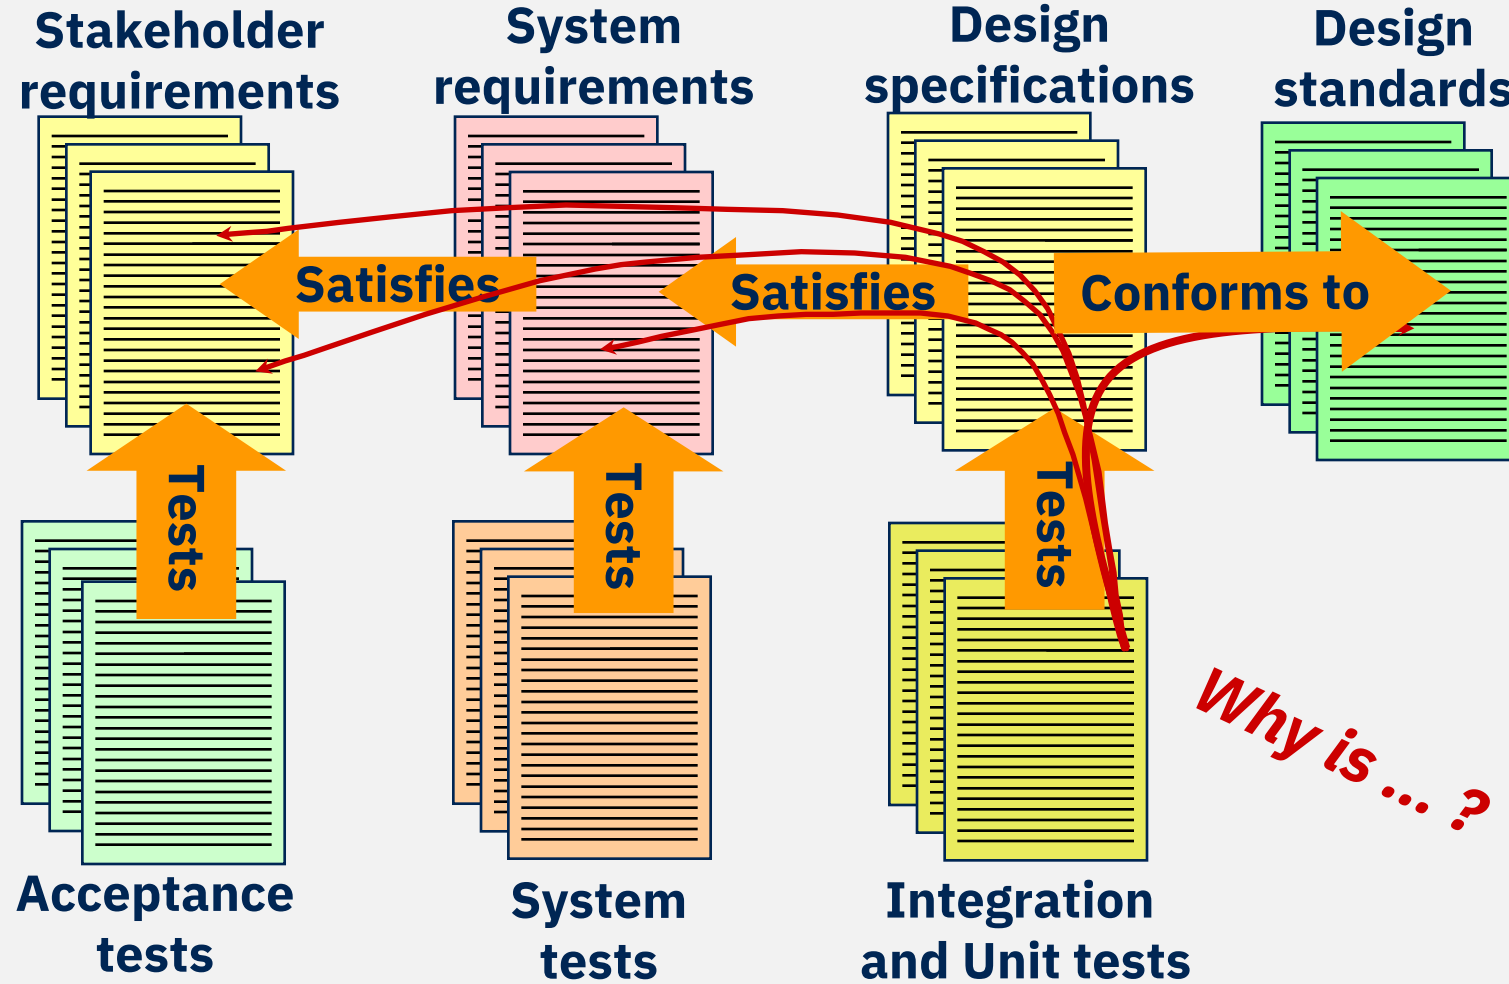 Stakeholder
requirements
System
requirements
Design
specifications
Design
standards
Satisfies
Satisfies
Conforms to
Tests
Tests
Tests
Why is ... ?
Acceptance
tests
System
tests
Integration
and Unit tests